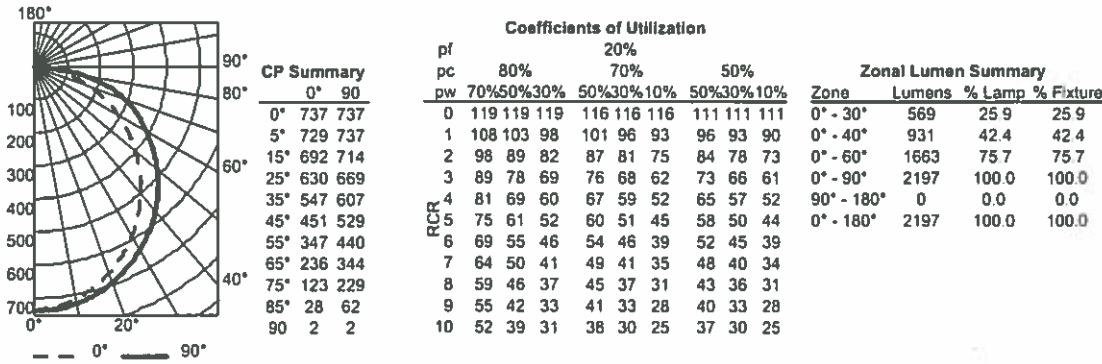 180°
90°
80°
60°
40°
20°
0°
100
200
300
400
500
600
700
0° 90°
CP Summary
0° 90
0° 737 737
5° 729 737
15° 692 714
25° 630 669
35° 547 607
45° 451 529
55° 347 440
65° 236 344
75° 123 229
85° 28 62
90 2 2
Coefficients of Utilization
pf 20%
pc 80% 70% 50%
pw 70%50%30% 50%30%10% 50%30%10%
RCR
0 119 119 119 116 116 116 111 111 111
1 108 103 98 101 96 93 96 93 90
2 98 89 82 87 81 75 84 78 73
3 89 78 69 76 68 62 73 66 61
4 81 69 60 67 59 52 65 57 52
5 75 61 52 60 51 45 58 50 44
6 69 55 46 54 46 39 52 45 39
7 64 50 41 49 41 35 48 40 34
8 59 46 37 45 37 31 43 36 31
9 55 42 33 41 33 28 40 33 28
10 52 39 31 38 30 25 37 30 25
Zonal Lumen Summary
Zone Lumens % Lamp % Fixture
0° - 30° 569 25.9 25.9
0° - 40° 931 42.4 42.4
0° - 60° 1663 75.7 75.7
0° - 90° 2197 100.0 100.0
90° - 180° 0 0.0 0.0
0° - 180° 2197 100.0 100.0